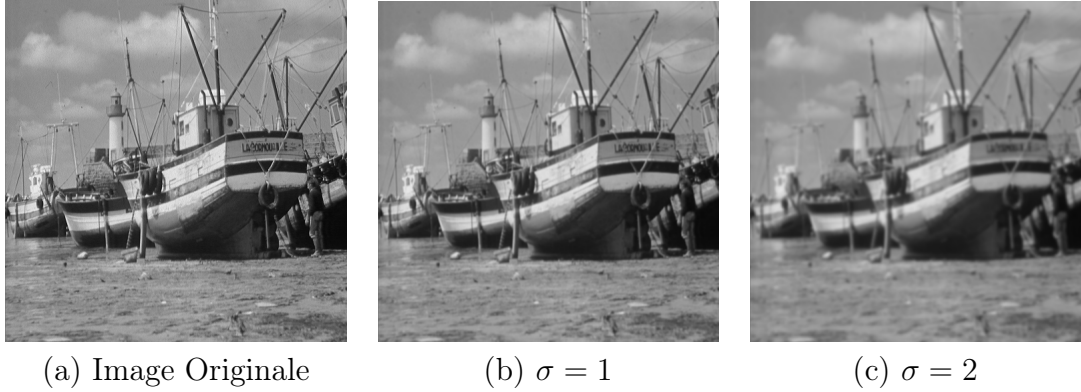 (a) Image Originale
(b) σ = 1
(c) σ = 2